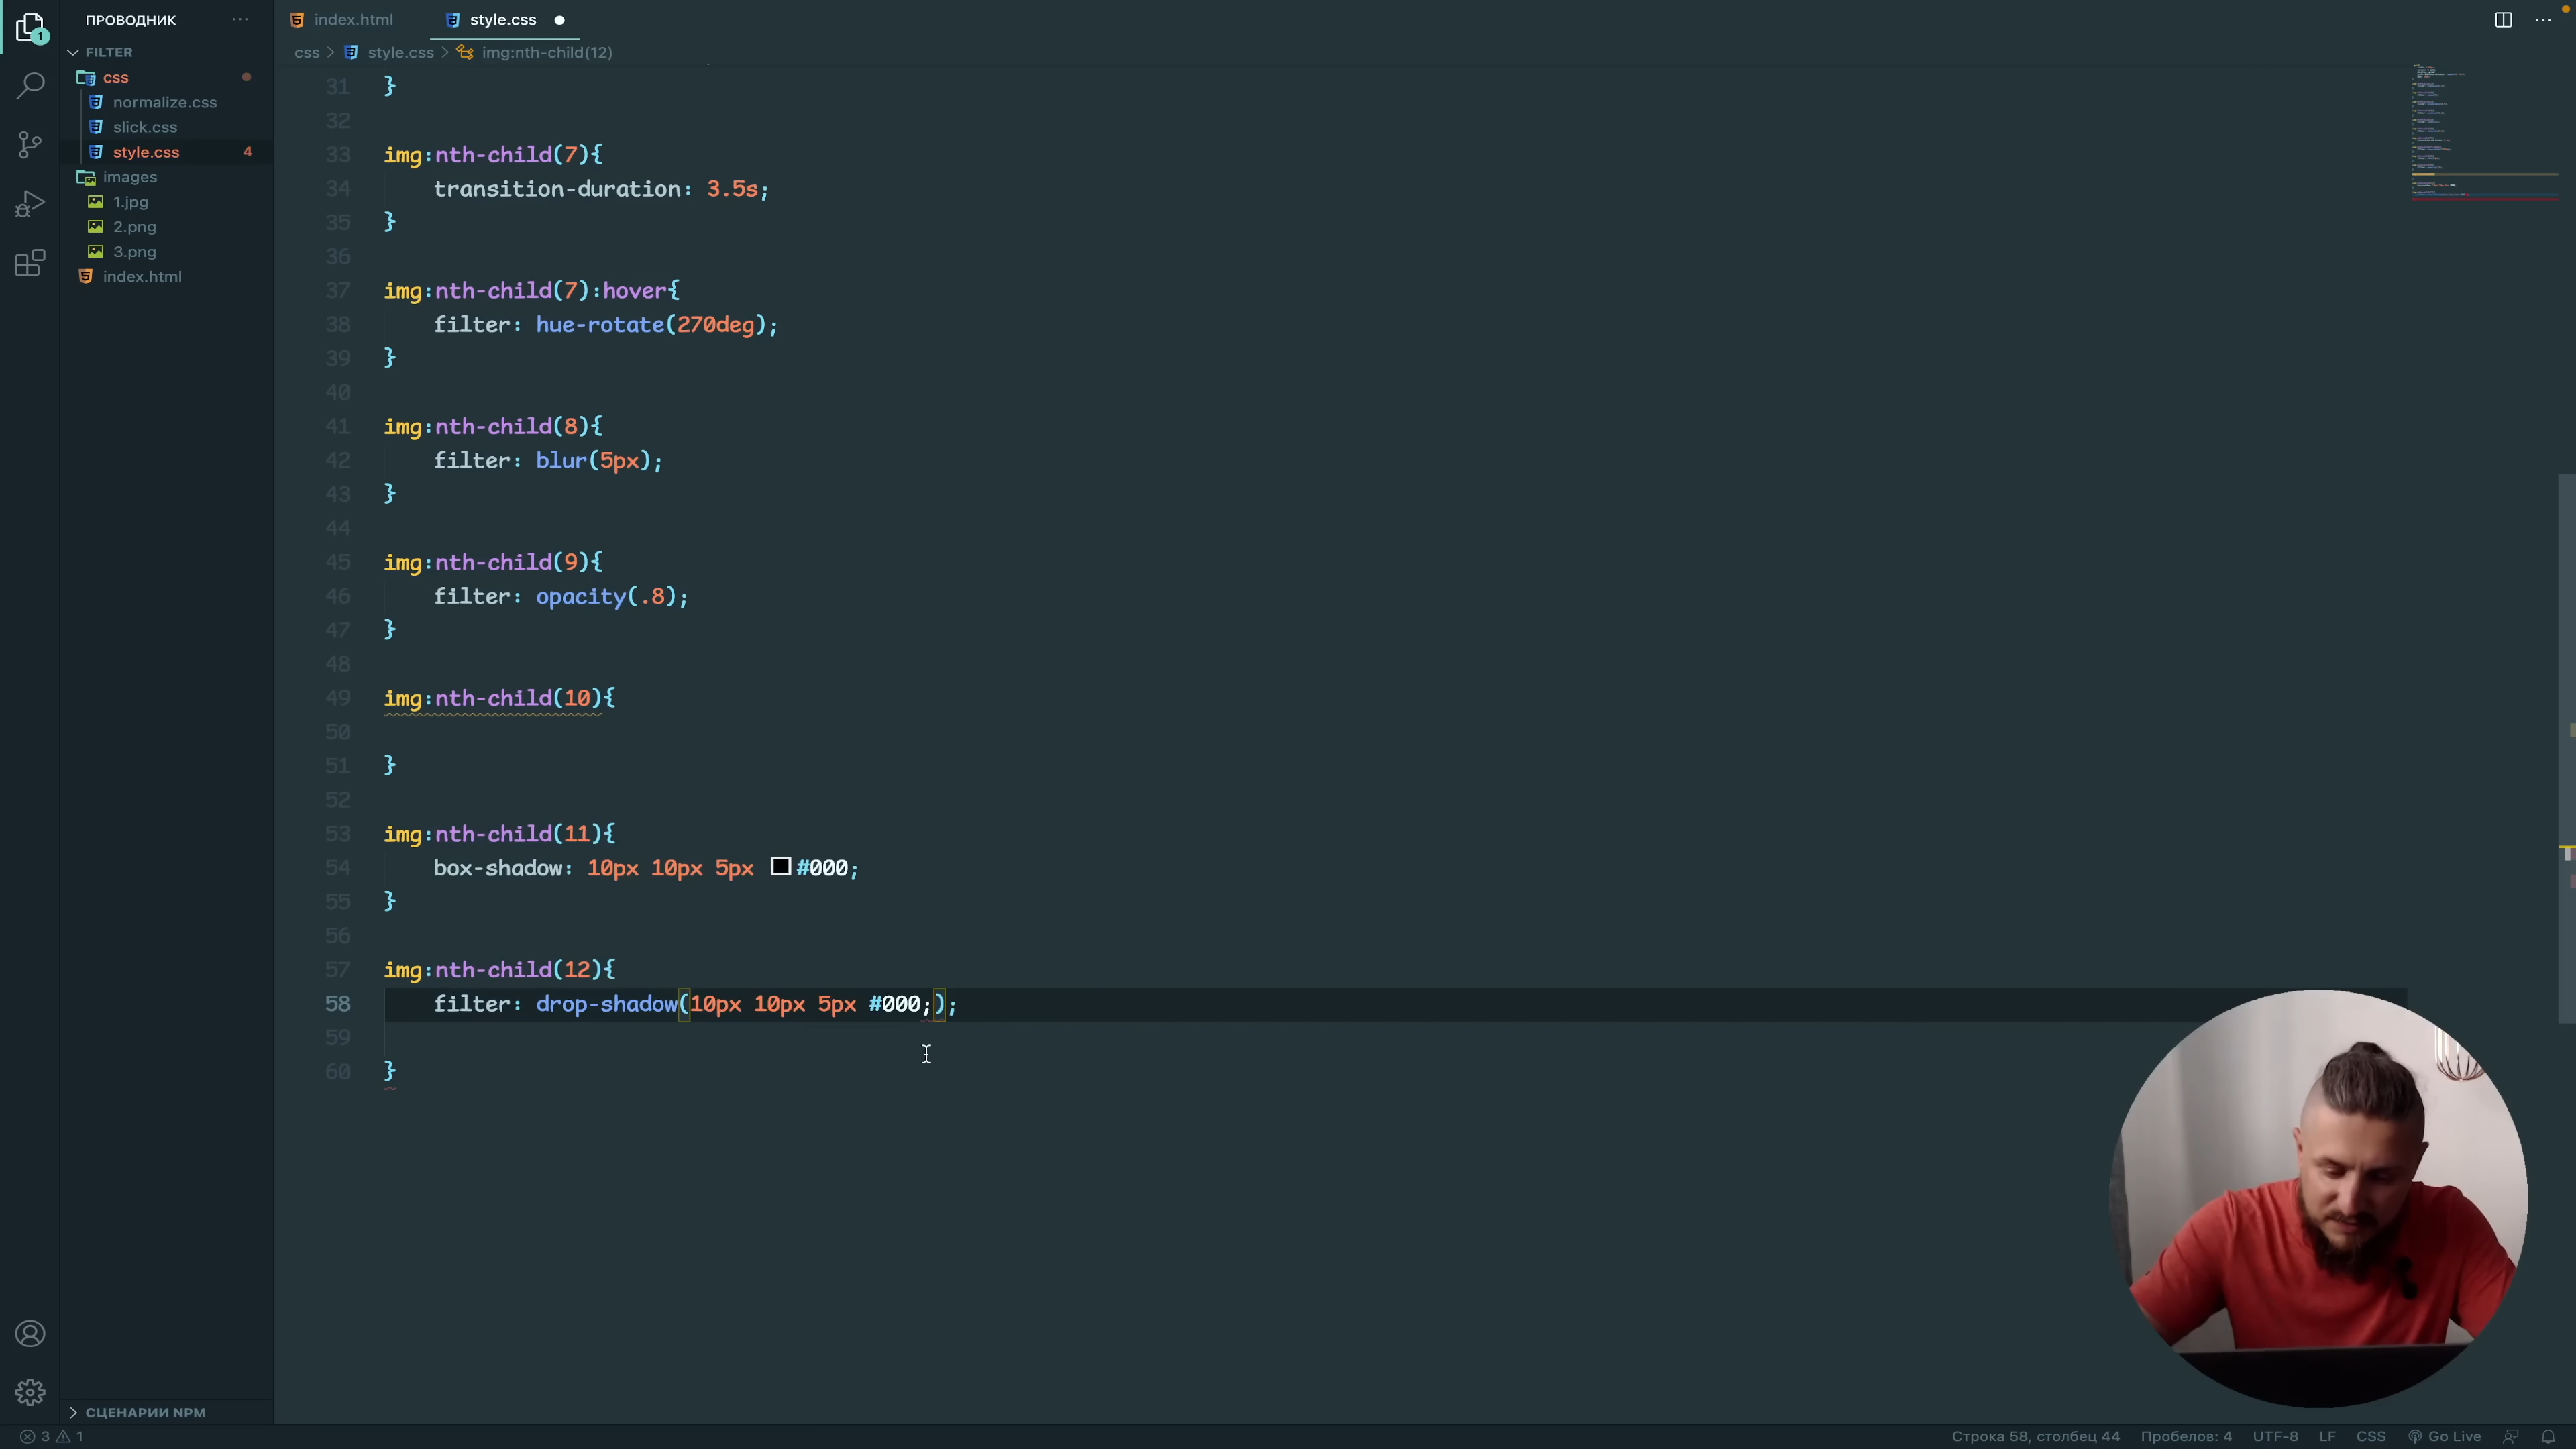 1
ПРОВОДНИК ···
FILTER
css
normalize.css
slick.css
style.css 4
images
1.jpg
2.png
3.png
index.html
СЦЕНАРИИ NPM
index.html style.css
css > style.css > img:nth-child(12)
31 }
32
33 img:nth-child(7){
34 transition-duration: 3.5s;
35 }
36
37 img:nth-child(7):hover{
38 filter: hue-rotate(270deg);
39 }
40
41 img:nth-child(8){
42 filter: blur(5px);
43 }
44
45 img:nth-child(9){
46 filter: opacity(.8);
47 }
48
49 img:nth-child(10){
50
51 }
52
53 img:nth-child(11){
54 box-shadow: 10px 10px 5px #000;
55 }
56
57 img:nth-child(12){
58 filter: drop-shadow(10px 10px 5px #000;);
59
60 }
3 1 Строка 58, столбец 44 Пробелов: 4 UTF-8 LF CSS Go Live